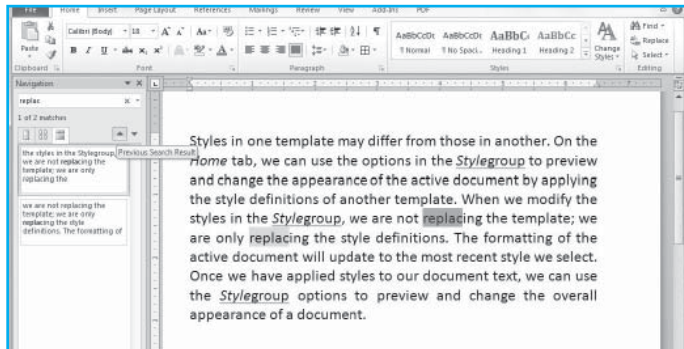 File Home Insert Page Layout References Mailings Review View Add-Ins PDF
Calibri (Body) 18 A A Aa Find
AaBbCcDc AaBbCcDc AaBbC AaBbCc Replace
Paste B I U abc x₂ x² A A ¶ Normal ¶ No Spaci... Heading 1 Heading 2 Change Styles Select
Clipboard Font Paragraph Styles Editing
Navigation
replac
1 of 2 matches
Previous Search Result
the styles in the Stylegroup,
we are not replacing the
template; we are only
replacing the
we are not replacing the
template; we are only
replacing the style
definitions. The formatting of
Styles in one template may differ from those in another. On the
Home tab, we can use the options in the Stylegroup to preview
and change the appearance of the active document by applying
the style definitions of another template. When we modify the
styles in the Stylegroup, we are not replacing the template; we
are only replacing the style definitions. The formatting of the
active document will update to the most recent style we select.
Once we have applied styles to our document text, we can use
the Stylegroup options to preview and change the overall
appearance of a document.